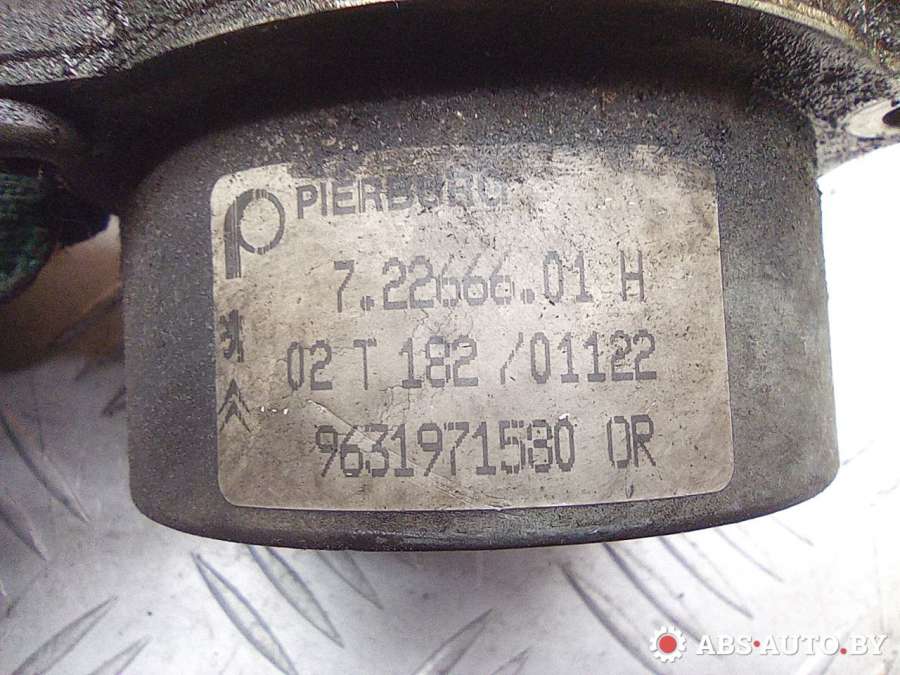 PIERBURG
7.22666.01 H
02 T 182 /01122
9631971580 OR
ABS-AUTO.BY